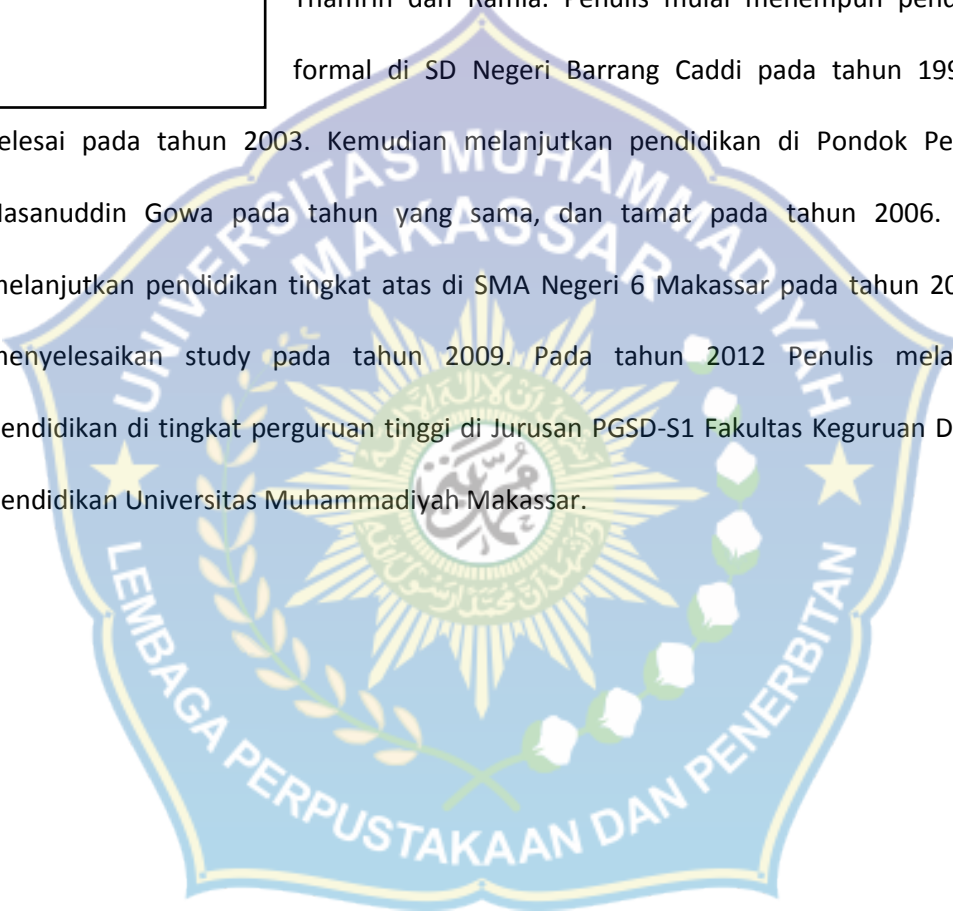 Thamrin dan Ramla. Penulis mulai menempuh pend
formal di SD Negeri Barrang Caddi pada tahun 199
elesai pada tahun 2003. Kemudian melanjutkan pendidikan di Pondok Pe
Hasanuddin Gowa pada tahun yang sama, dan tamat pada tahun 2006.
melanjutkan pendidikan tingkat atas di SMA Negeri 6 Makassar pada tahun 20
menyelesaikan study pada tahun 2009. Pada tahun 2012 Penulis mela
endidikan di tingkat perguruan tinggi di Jurusan PGSD-S1 Fakultas Keguruan D
endidikan Universitas Muhammadiyah Makassar.
UNIVERSITAS MUHAMMADIYAH
MAKASSAR
LEMBAGA PERPUSTAKAAN DAN PENERBITAN